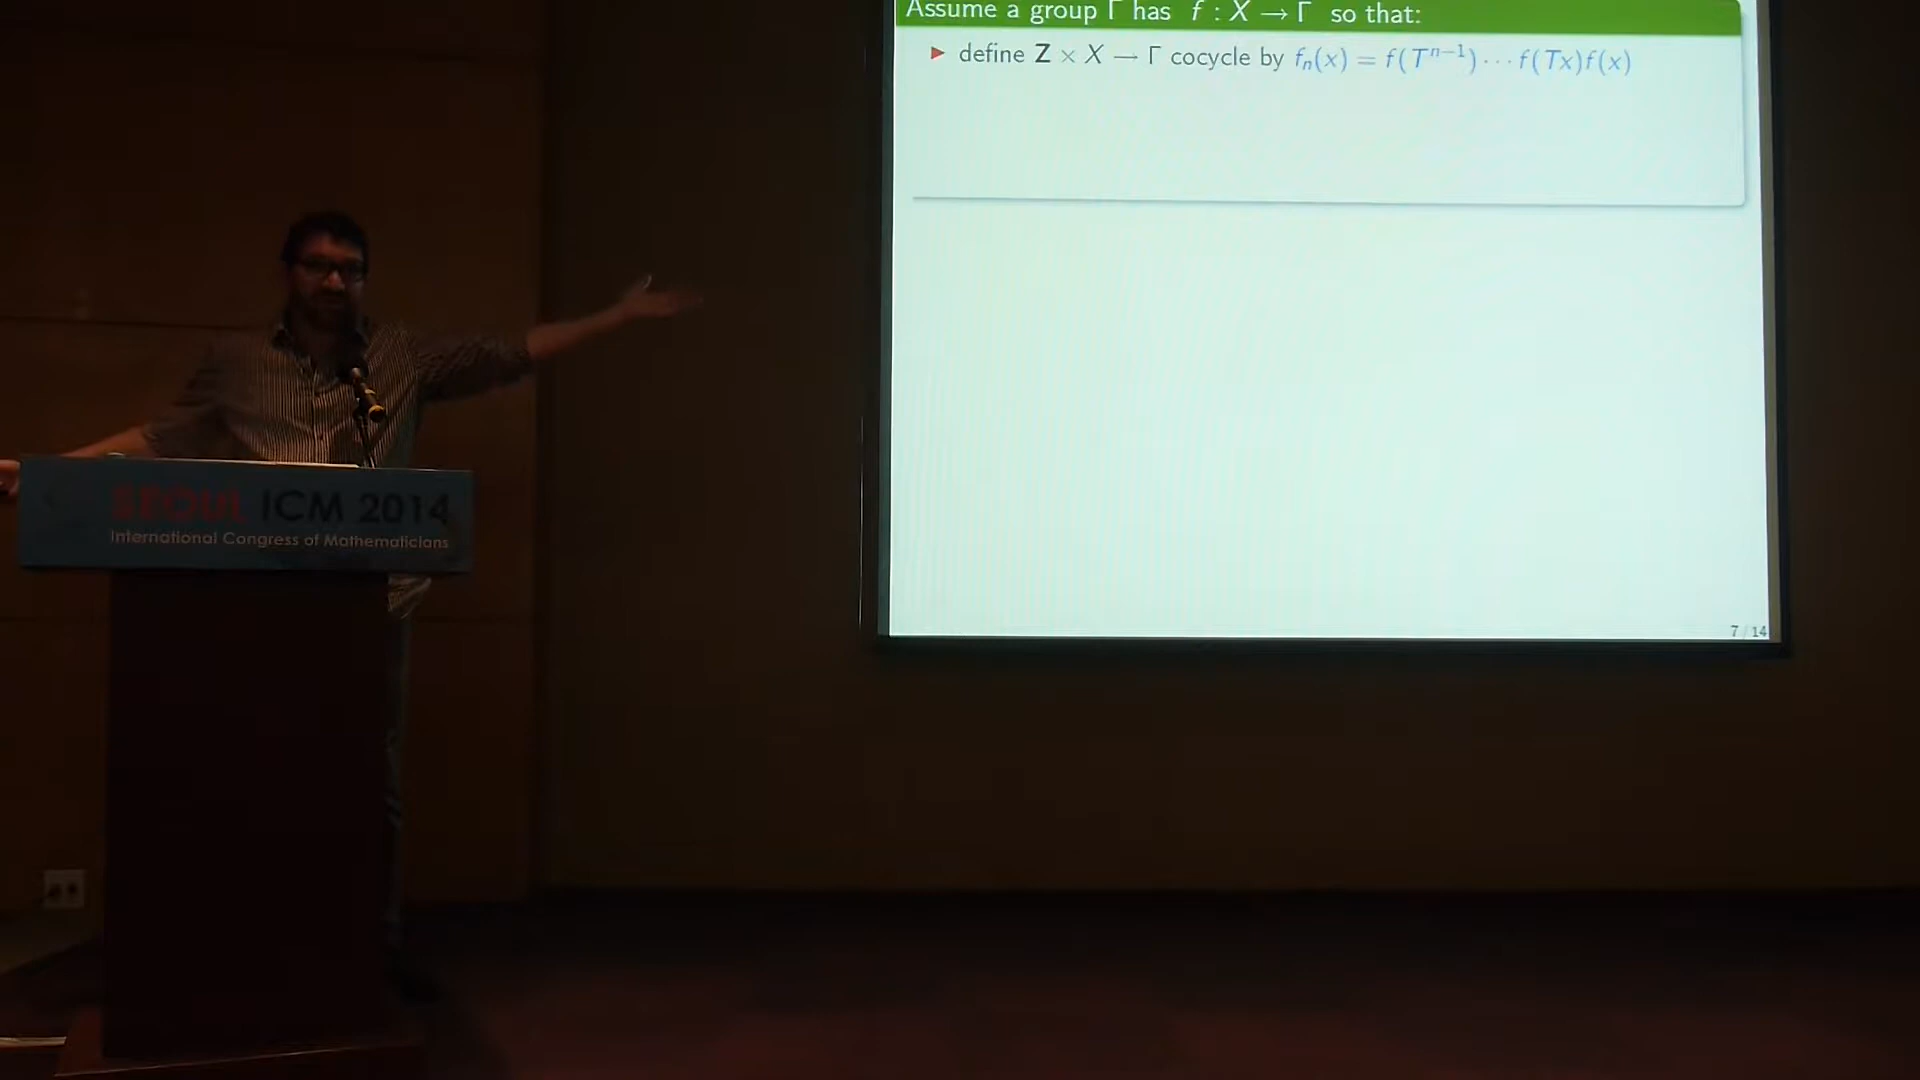 Assume a group Γ has f : X → Γ so that:
define Z × X → Γ cocycle by fₙ(x) = f(Tⁿ⁻¹) ··· f(Tx)f(x)
7 / 14
SEOUL ICM 2014
International Congress of Mathematicians